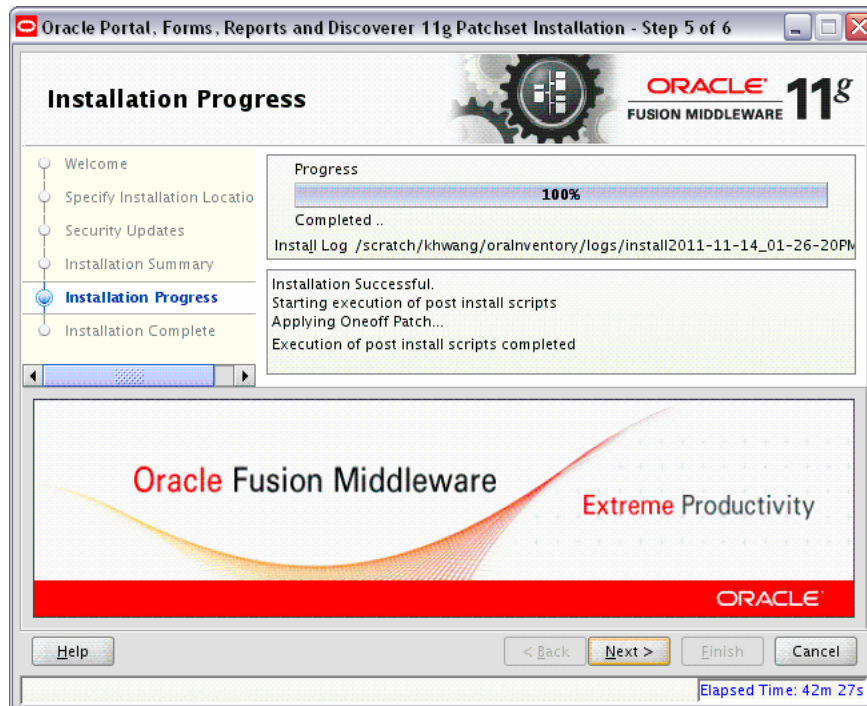 Oracle Portal, Forms, Reports and Discoverer 11g Patchset Installation - Step 5 of 6
Installation Progress
ORACLE
FUSION MIDDLEWARE
11g
Welcome
Specify Installation Locatio
Security Updates
Installation Summary
Installation Progress
Installation Complete
Progress
100%
Completed ..
Install Log /scratch/khwang/oraInventory/logs/install2011-11-14_01-26-20PM
Installation Successful.
Starting execution of post install scripts
Applying Oneoff Patch...
Execution of post install scripts completed
Oracle Fusion Middleware
Extreme Productivity
ORACLE
Help
< Back
Next >
Finish
Cancel
Elapsed Time: 42m 27s